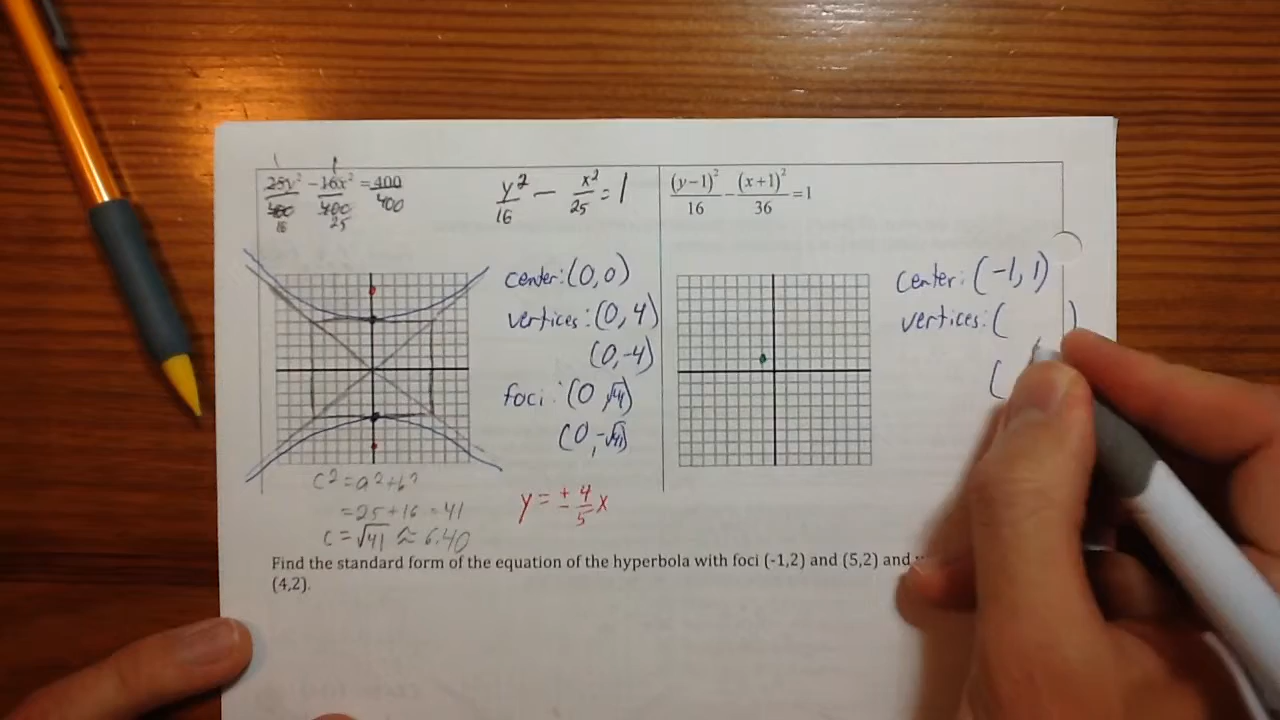 25y² - 16x² = 400
400 400 400
16 25
y²/16 - x²/25 = 1
center: (0,0)
vertices: (0, 4)
(0,-4)
foci: (0, √41)
(0,-√41)
c² = a² + b²
= 25 + 16 = 41
c = √41 ≈ 6.40
y = ± 4/5 x
(y-1)²/16 - (x+1)²/36 = 1
center: (-1, 1)
vertices: ( )
(
Find the standard form of the equation of the hyperbola with foci (-1,2) and (5,2) and
(4,2).